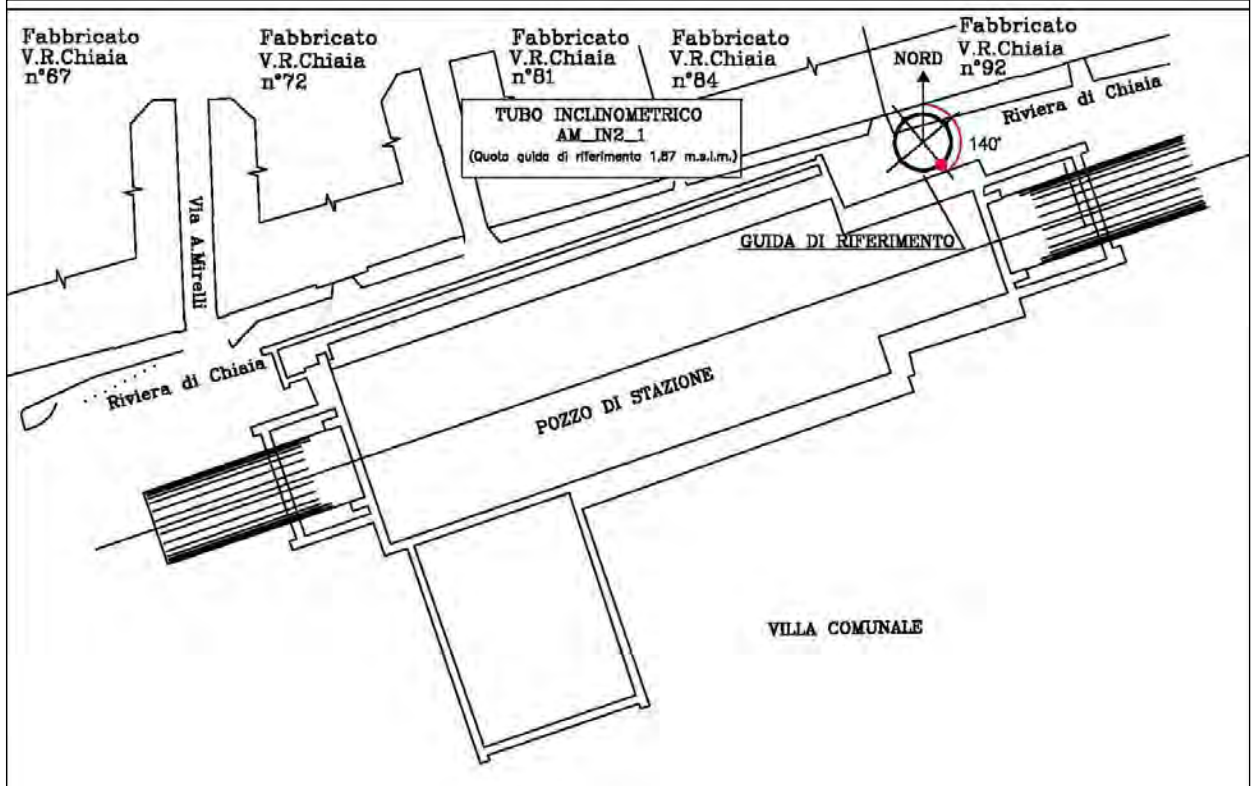 Fabbricato
V.R.Chiaia
n°67
Fabbricato
V.R.Chiaia
n°72
Fabbricato
V.R.Chiaia
n°81
Fabbricato
V.R.Chiaia
n°84
Fabbricato
V.R.Chiaia
n°92
NORD
TUBO INCLINOMETRICO
AM_IN2_1
(Quota guida di riferimento 1,87 m.s.l.m.)
Riviera di Chiaia
140°
Via A.Mirelli
GUIDA DI RIFERIMENTO
Riviera di Chiaia
POZZO DI STAZIONE
VILLA COMUNALE